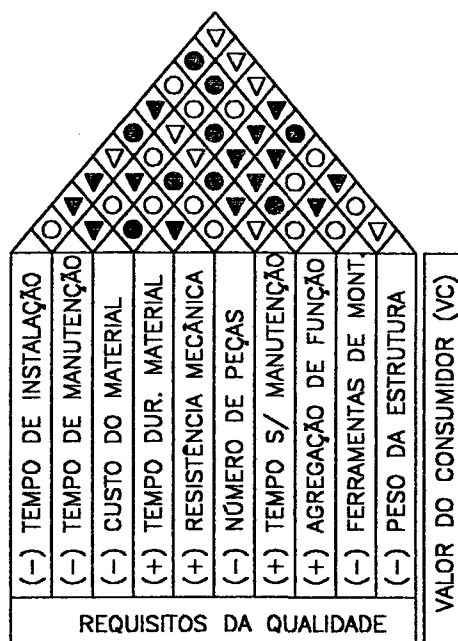 (-) TEMPO DE INSTALAÇÃO
(-) TEMPO DE MANUTENÇÃO
(-) CUSTO DO MATERIAL
(+) TEMPO DUR. MATERIAL
(+) RESISTÊNCIA MECÂNICA
(-) NÚMERO DE PEÇAS
(+) TEMPO S/ MANUTENÇÃO
(+) AGREGAÇÃO DE FUNÇÃO
(-) FERRAMENTAS DE MONT.
(-) PESO DA ESTRUTURA
VALOR DO CONSUMIDOR (VC)
REQUISITOS DA QUALIDADE